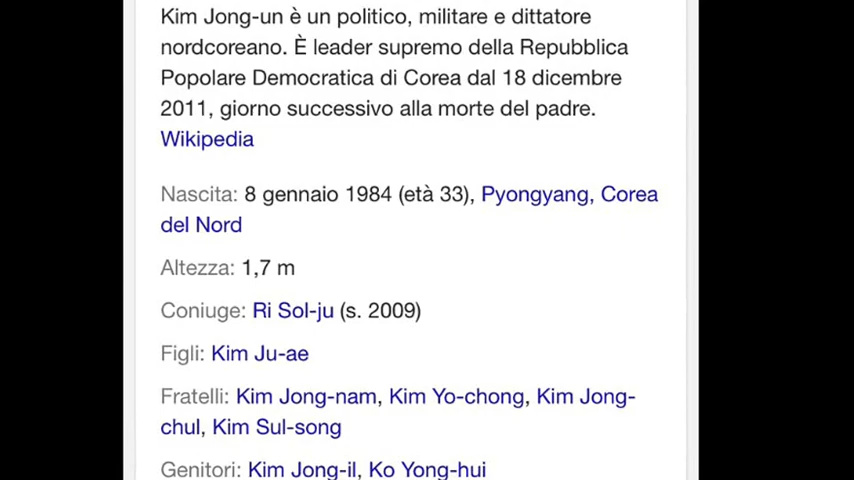 Kim Jong-un è un politico, militare e dittatore
nordcoreano. È leader supremo della Repubblica
Popolare Democratica di Corea dal 18 dicembre
2011, giorno successivo alla morte del padre.
Wikipedia
Nascita: 8 gennaio 1984 (età 33), Pyongyang, Corea
del Nord
Altezza: 1,7 m
Coniuge: Ri Sol-ju (s. 2009)
Figli: Kim Ju-ae
Fratelli: Kim Jong-nam, Kim Yo-chong, Kim Jong-
chul, Kim Sul-song
Genitori: Kim Jong-il, Ko Yong-hui